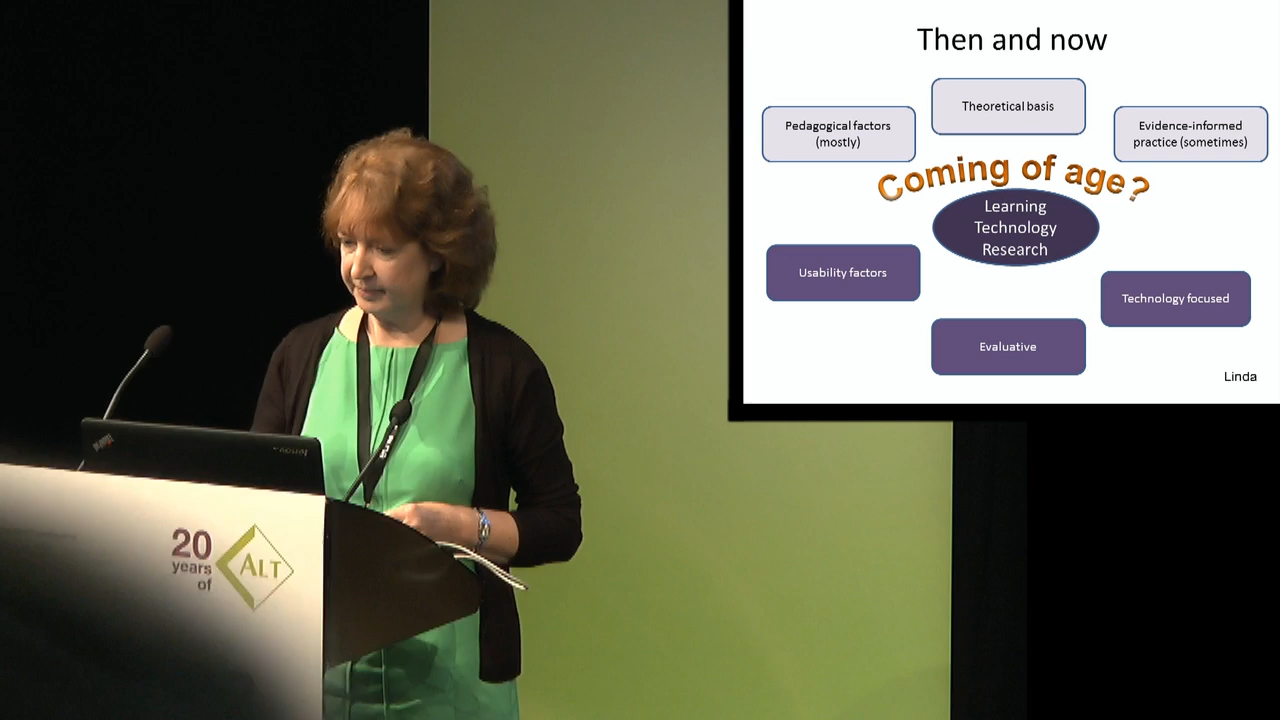 Then and now
Theoretical basis
Pedagogical factors
(mostly)
Evidence-informed
practice (sometimes)
Coming of age?
Learning
Technology
Research
Usability factors
Technology focused
Evaluative
Linda
lenovo
20
years
of
ALT